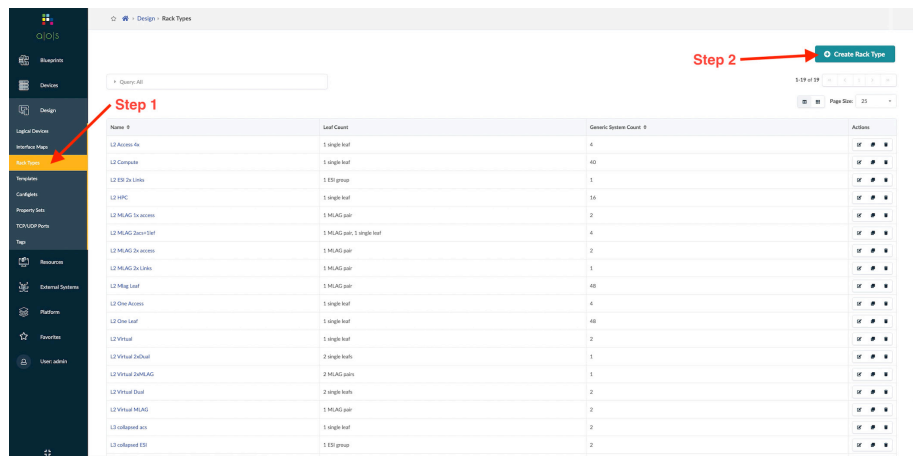 a|o|s
Blueprints
Devices
Design
Logical Devices
Interface Maps
Rack Types
Templates
Configlets
Property Sets
TCP/UDP Ports
Tags
Resources
External Systems
Platform
Favorites
User: admin
Design › Rack Types
Step 2
Create Rack Type
Query: All
1-19 of 19
Step 1
Page Size: 25
Name Leaf Count Generic System Count Actions
L2 Access 4x 1 single leaf 4
L2 Compute 1 single leaf 40
L2 ESI 2x Links 1 ESI group 1
L2 HPC 1 single leaf 16
L2 MLAG 1x access 1 MLAG pair 2
L2 MLAG 2acs+1lef 1 MLAG pair, 1 single leaf 4
L2 MLAG 2x access 1 MLAG pair 2
L2 MLAG 2x Links 1 MLAG pair 1
L2 Mlag Leaf 1 MLAG pair 48
L2 One Access 1 single leaf 4
L2 One Leaf 1 single leaf 48
L2 Virtual 1 single leaf 2
L2 Virtual 2xDual 2 single leafs 1
L2 Virtual 2xMLAG 2 MLAG pairs 1
L2 Virtual Dual 2 single leafs 2
L2 Virtual MLAG 1 MLAG pair 2
L3 collapsed acs 1 single leaf 2
L3 collapsed ESI 1 ESI group 2